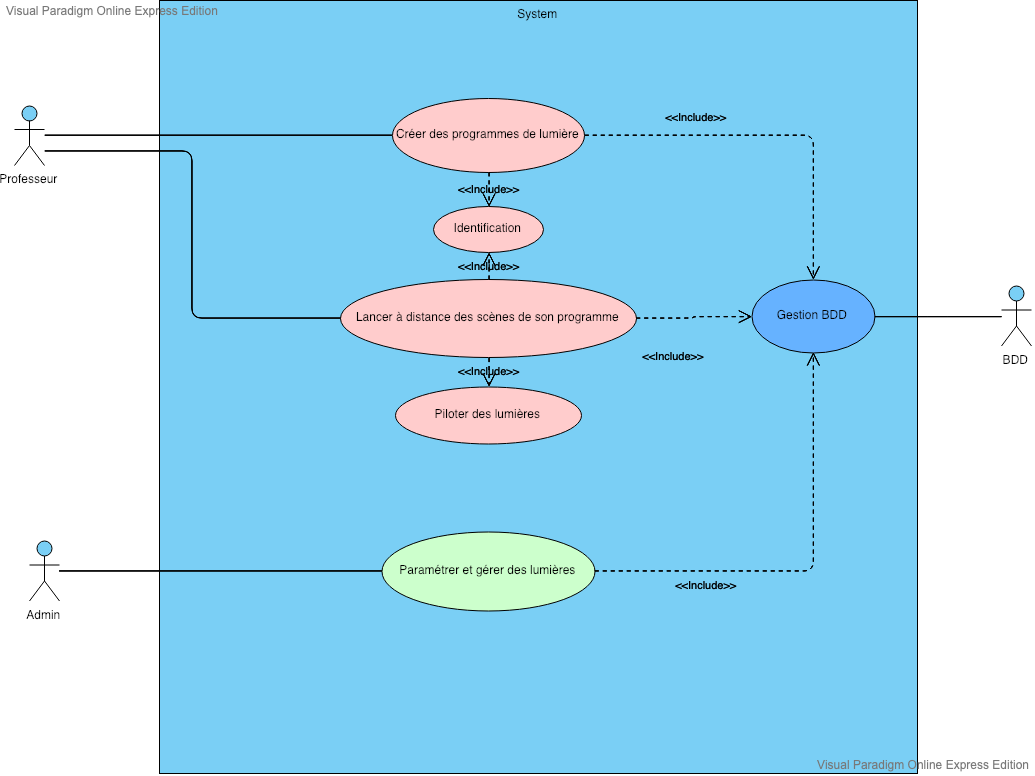 Visual Paradigm Online Express Edition
System
Créer des programmes de lumière
<<Include>>
Professeur
<<Include>>
Identification
<<Include>>
Lancer à distance des scènes de son programme
Gestion BDD
<<Include>>
BDD
<<Include>>
Piloter des lumières
Paramétrer et gérer des lumières
<<Include>>
Admin
Visual Paradigm Online Express Edition